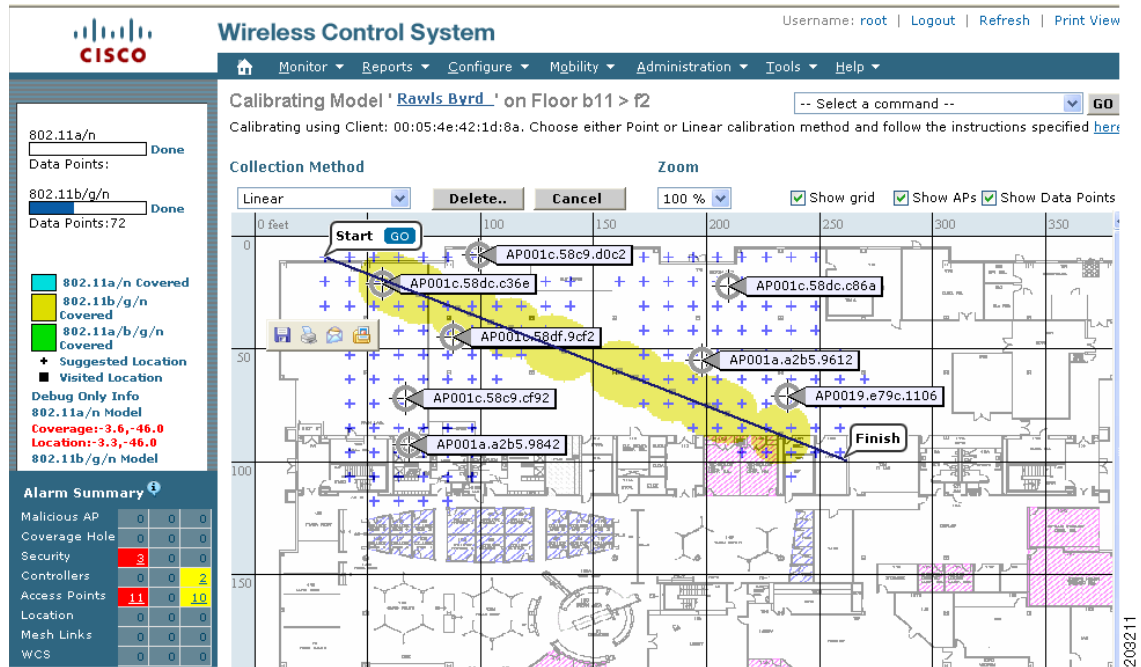 Username: root | Logout | Refresh | Print View
CISCO
Wireless Control System
Monitor Reports Configure Mobility Administration Tools Help
Calibrating Model ' Rawls Byrd ' on Floor b11 > f2
-- Select a command -- GO
Calibrating using Client: 00:05:4e:42:1d:8a. Choose either Point or Linear calibration method and follow the instructions specified here
802.11a/n
Done
Data Points:
802.11b/g/n
Done
Data Points:72
Collection Method
Zoom
Linear Delete.. Cancel 100 % Show grid Show APs Show Data Points
0 feet 100 150 200 250 300 350
0
50
100
150
Start GO
AP001c.58c9.d0c2
AP001c.58dc.c36e
AP001c.58dc.c86a
AP001c.58df.9cf2
AP001a.a2b5.9612
AP001c.58c9.cf92
AP0019.e79c.1106
AP001a.a2b5.9842
Finish
802.11a/n Covered
802.11b/g/n
Covered
802.11a/b/g/n
Covered
Suggested Location
Visited Location
Debug Only Info
802.11a/n Model
Coverage:-3.6,-46.0
Location:-3.3,-46.0
802.11b/g/n Model
Alarm Summary
Malicious AP 0 0 0
Coverage Hole 0 0 0
Security 3 0 0
Controllers 0 0 2
Access Points 11 0 10
Location 0 0 0
Mesh Links 0 0 0
WCS 0 0 0
203211